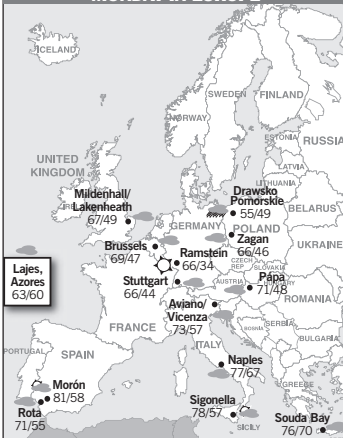 ICELAND
SWEDEN
FINLAND
NORWAY
ESTONIA
RUSSIA
LATVIA
LITHUANIA
UNITED
KINGDOM
Mildenhall/
Lakenheath
67/49
Drawsko
Pomorskie
55/49
BELARUS
GERMANY
POLAND
Zagan
66/46
UKRAINE
Brussels
69/47
Ramstein
66/34
CZECH
REP.
SLOVAKIA
Lajes,
Azores
63/60
Stuttgart
66/44
AUSTRIA
Pápa
71/48
HUNGARY
ROMANIA
Aviano/
Vicenza
73/57
FRANCE
BOSNIA
SERBIA
ITALY
BULGARIA
PORTUGAL
SPAIN
Naples
77/67
GREECE
Morón
81/58
Rota
71/55
Sigonella
78/57
SICILY
Souda Bay
76/70